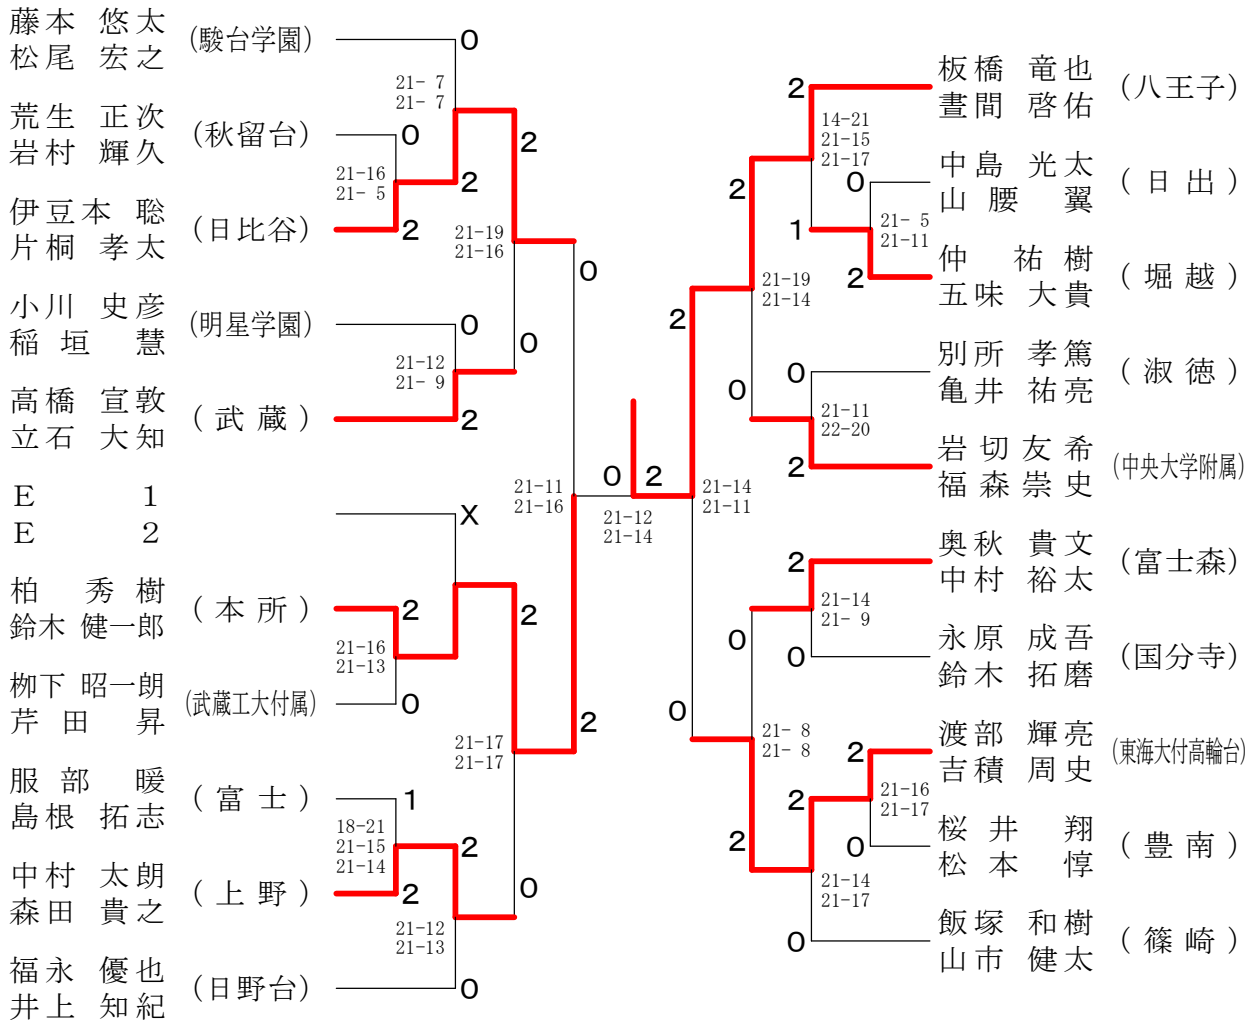 藤本 悠太
松尾 宏之
(駿台学園)
0
21- 7
21- 7
荒生 正次
岩村 輝久
(秋留台)
0
2
21-16
21- 5
2
伊豆本 聡
片桐 孝太
(日比谷)
2
21-19
21-16
0
小川 史彦
稲垣 慧
(明星学園)
0
0
21-12
21- 9
高橋 宣敦
立石 大知
(武蔵)
2
E 1
E 2
X
21-11
21-16
柏 秀樹
鈴木 健一郎
(本所)
2
2
21-16
21-13
栁下 昭一朗
芹田 昇
(武蔵工大付属)
0
2
21-17
21-17
服部 暖
島根 拓志
(富士)
1
18-21
21-15
21-14
2
中村 太朗
森田 貴之
(上野)
2
0
21-12
21-13
福永 優也
井上 知紀
(日野台)
0
0
2
21-12
21-14
2
板橋 竜也
晝間 啓佑
(八王子)
14-21
21-15
21-17
2
0
中島 光太
山腰 翼
(日出)
1
21- 5
21-11
2
仲 祐樹
五味 大貴
(堀越)
21-19
21-14
2
0
別所 孝篤
亀井 祐亮
(淑徳)
0
21-11
22-20
2
岩切 友希
福森 崇史
(中央大学附属)
21-14
21-11
2
奥秋 貴文
中村 裕太
(富士森)
21-14
21- 9
0
0
永原 成吾
鈴木 拓磨
(国分寺)
0
21- 8
21- 8
2
渡部 輝亮
吉積 周史
(東海大付高輪台)
2
21-16
21-17
2
0
桜井 翔
松本 惇
(豊南)
21-14
21-17
0
飯塚 和樹
山市 健太
(篠崎)